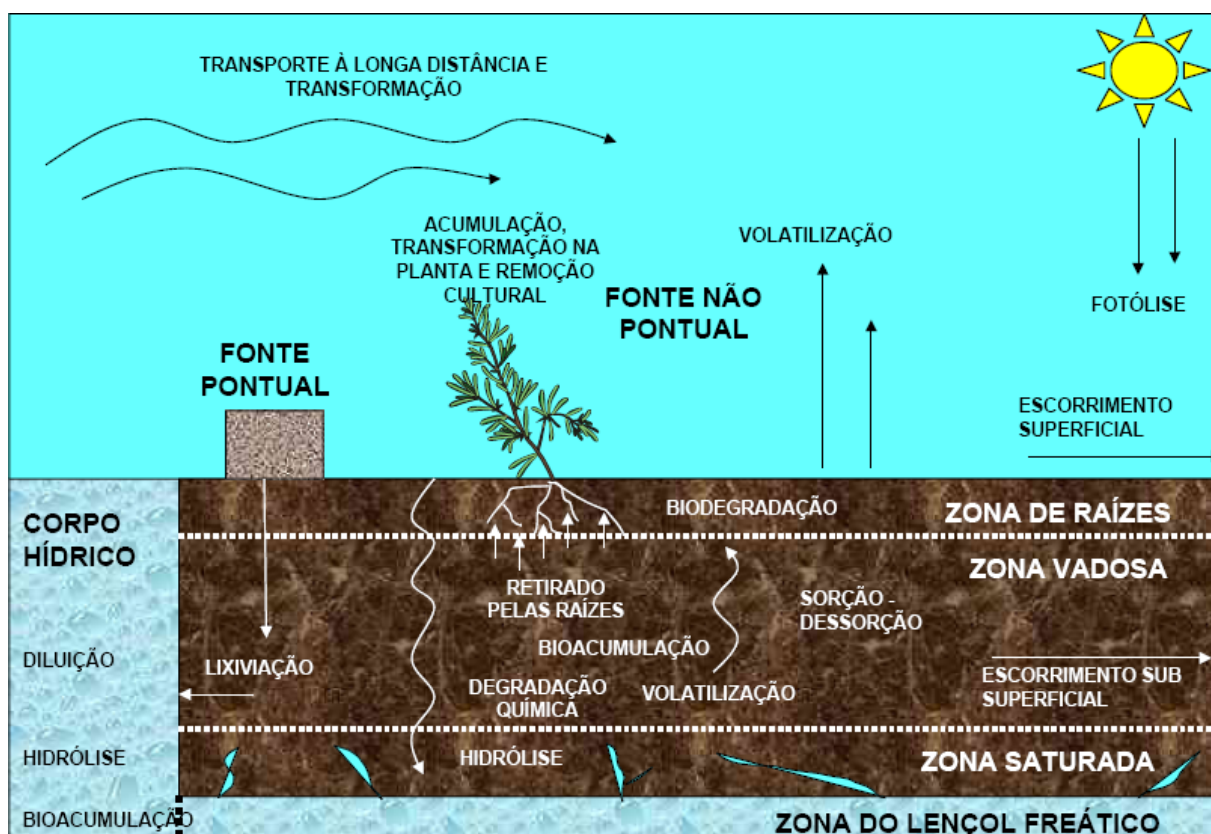 TRANSPORTE À LONGA DISTÂNCIA E
TRANSFORMAÇÃO
ACUMULAÇÃO,
TRANSFORMAÇÃO NA
PLANTA E REMOÇÃO
CULTURAL
VOLATILIZAÇÃO
FONTE NÃO
PONTUAL
FOTÓLISE
FONTE
PONTUAL
ESCORRIMENTO
SUPERFICIAL
CORPO
HÍDRICO
BIODEGRADAÇÃO
ZONA DE RAÍZES
ZONA VADOSA
RETIRADO
PELAS RAÍZES
SORÇÃO -
DESSORÇÃO
BIOACUMULAÇÃO
DILUIÇÃO
LIXIVIAÇÃO
DEGRADAÇÃO
QUÍMICA
VOLATILIZAÇÃO
ESCORRIMENTO SUB
SUPERFICIAL
HIDRÓLISE
HIDRÓLISE
ZONA SATURADA
BIOACUMULAÇÃO
ZONA DO LENÇOL FREÁTICO